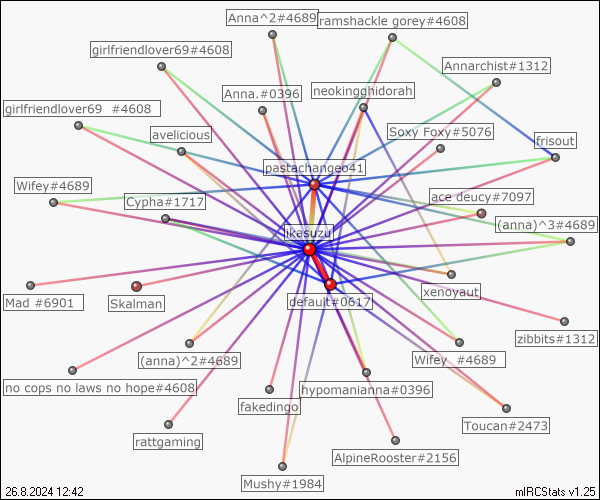 Anna^2#4689
ramshackle gorey#4608
girlfriendlover69#4608
Annarchist#1312
Anna.#0396
neokingghidorah
girlfriendlover69  #4608
avelicious
Soxy Foxy#5076
frisout
pastachangeo41
Wifey#4689
Cypha#1717
ace deucy#7097
(anna)^3#4689
likasuzu
Mad #6901
Skalman
default#0617
xenoyaut
zibbits#1312
(anna)^2#4689
Wifey  #4689
no cops no laws no hope#4608
hypomanianna#0396
fakedingo
Toucan#2473
rattgaming
AlpineRooster#2156
Mushy#1984
26.8.2024 12:42
mIRCStats v1.25